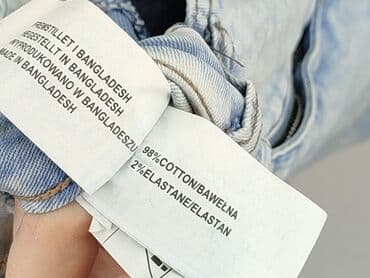 FREMSTILLET I BANGLADESH
HERGESTELLT IN BANGLADESH
WYPRODUKOWANO W BANGLADESZU
MADE IN BANGLADESH
98%COTTON/BAWEŁNA
2%ELASTANE/ELASTAN